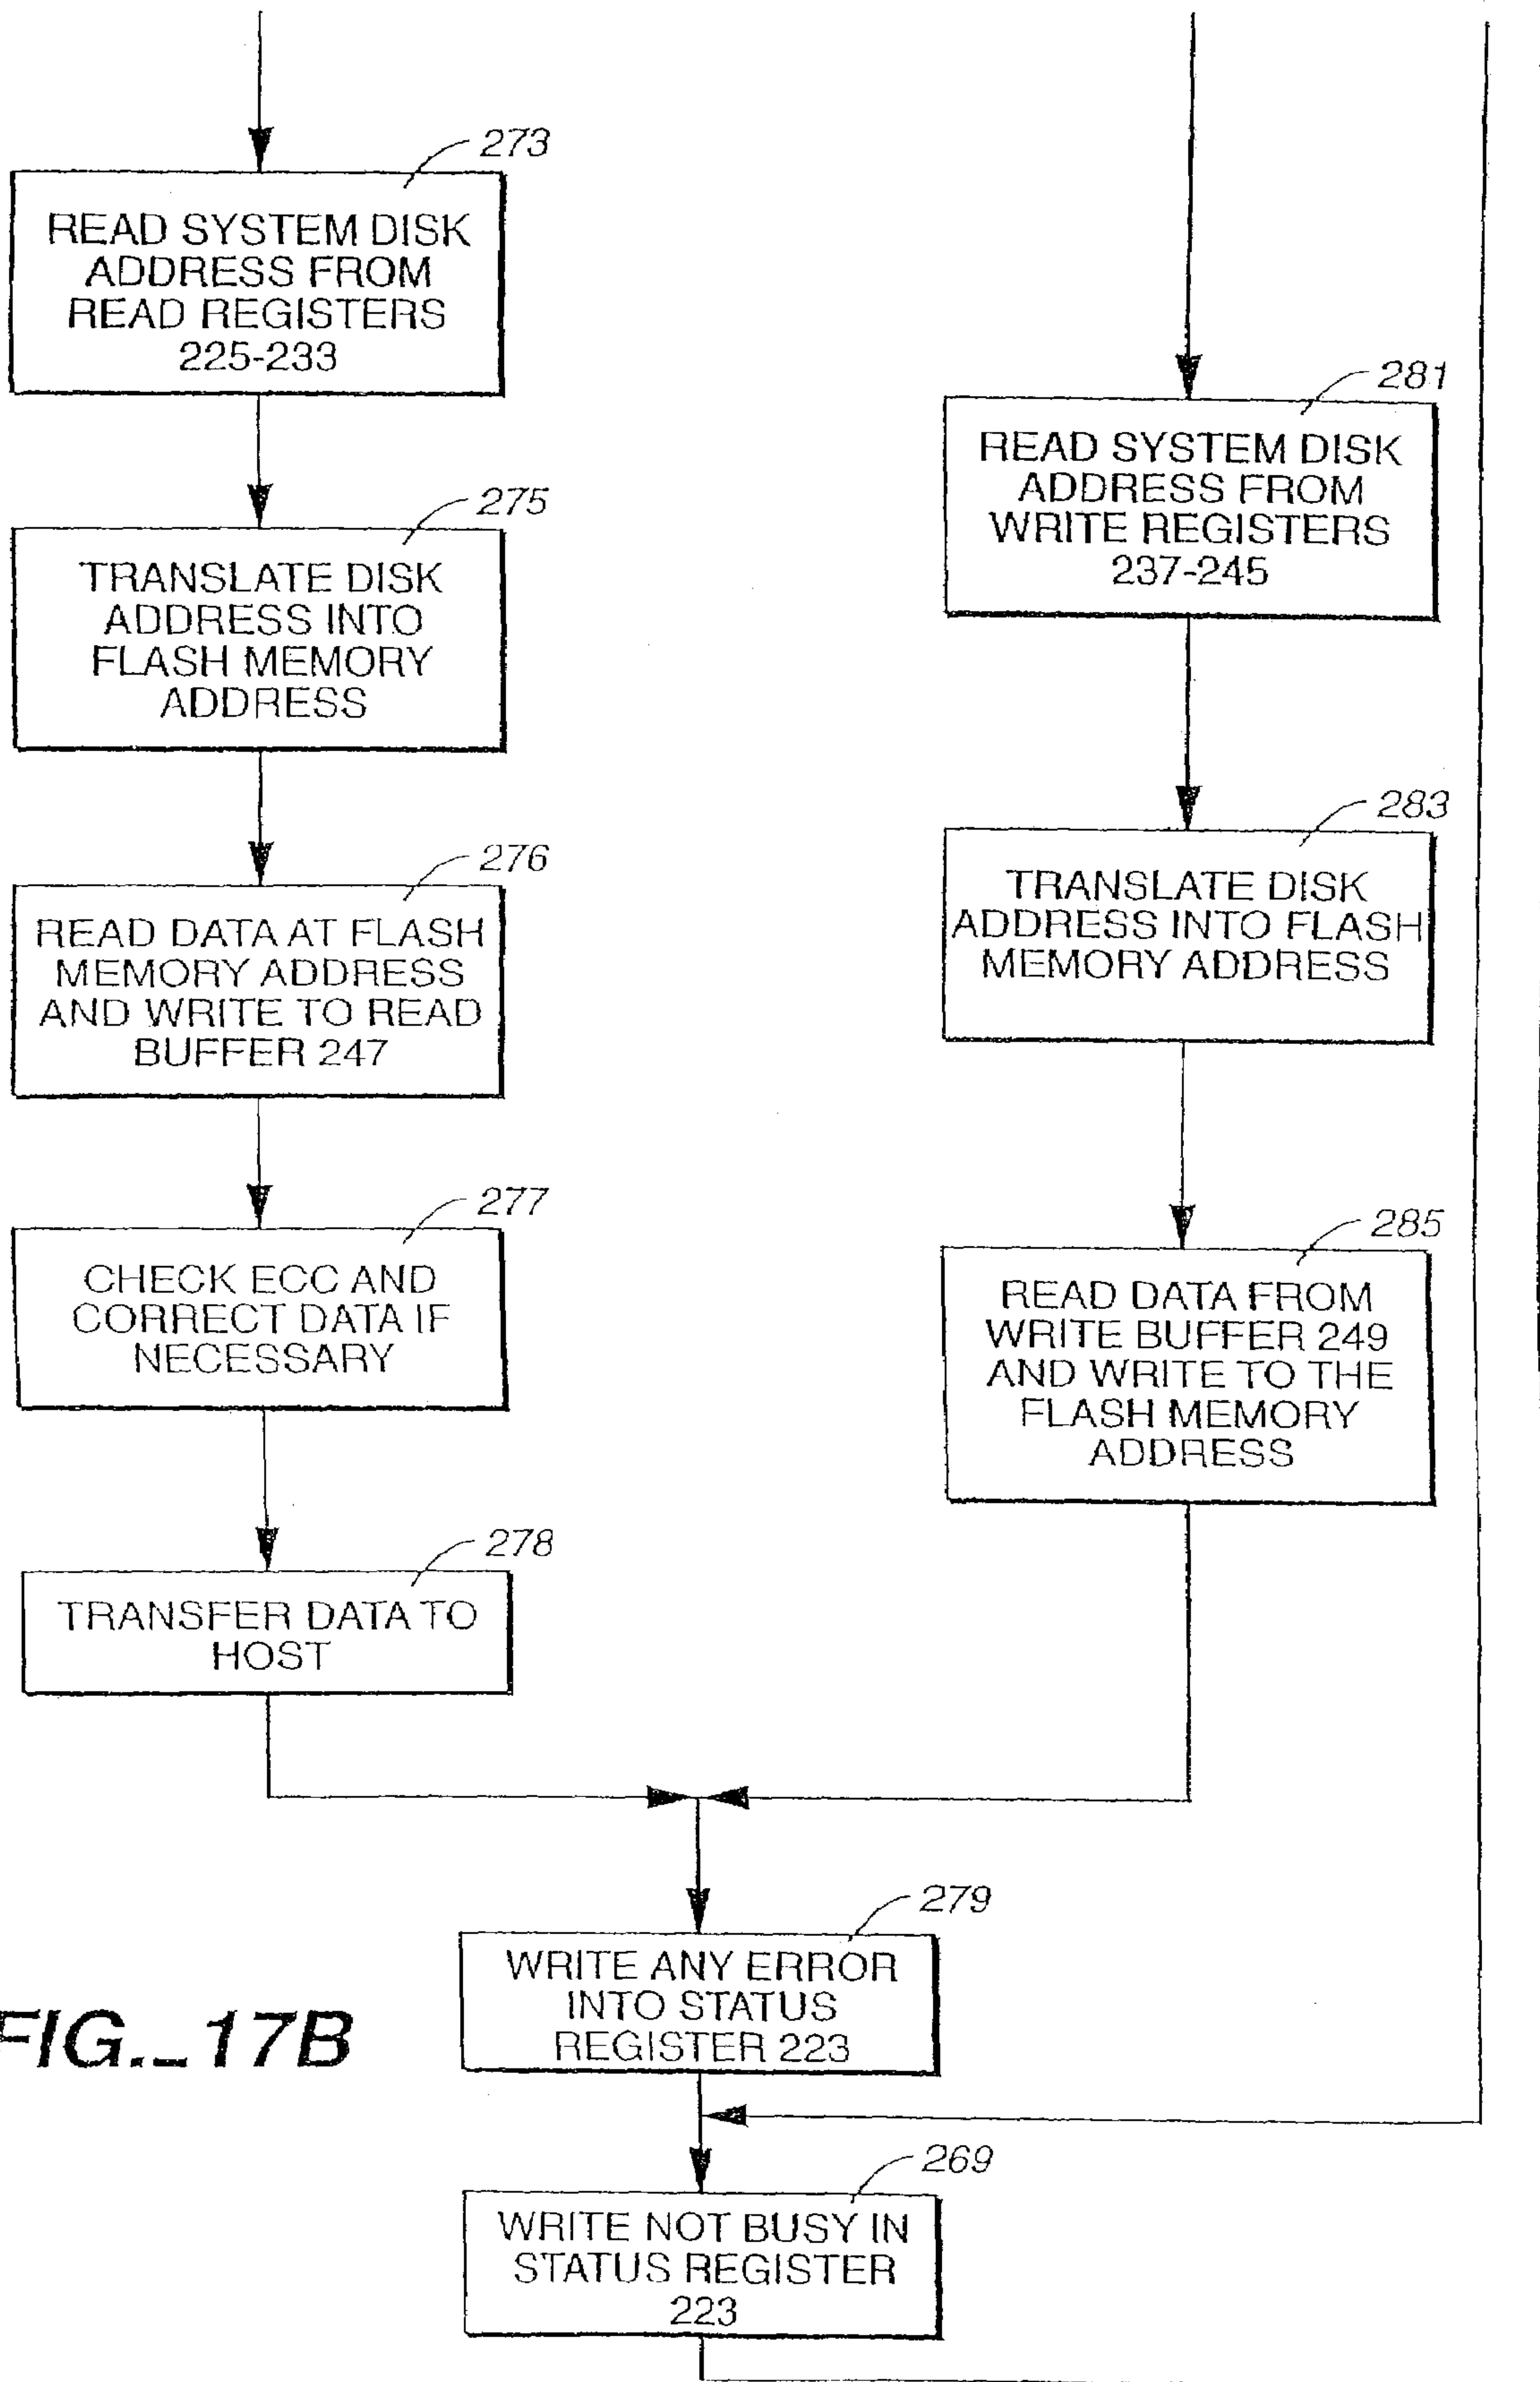 273
READ SYSTEM DISK
ADDRESS FROM
READ REGISTERS
225-233
275
TRANSLATE DISK
ADDRESS INTO
FLASH MEMORY
ADDRESS
276
READ DATA AT FLASH
MEMORY ADDRESS
AND WRITE TO READ
BUFFER 247
277
CHECK ECC AND
CORRECT DATA IF
NECESSARY
278
TRANSFER DATA TO
HOST
281
READ SYSTEM DISK
ADDRESS FROM
WRITE REGISTERS
237-245
283
TRANSLATE DISK
ADDRESS INTO FLASH
MEMORY ADDRESS
285
READ DATA FROM
WRITE BUFFER 249
AND WRITE TO THE
FLASH MEMORY
ADDRESS
279
WRITE ANY ERROR
INTO STATUS
REGISTER 223
269
WRITE NOT BUSY IN
STATUS REGISTER
223
FIG._17B